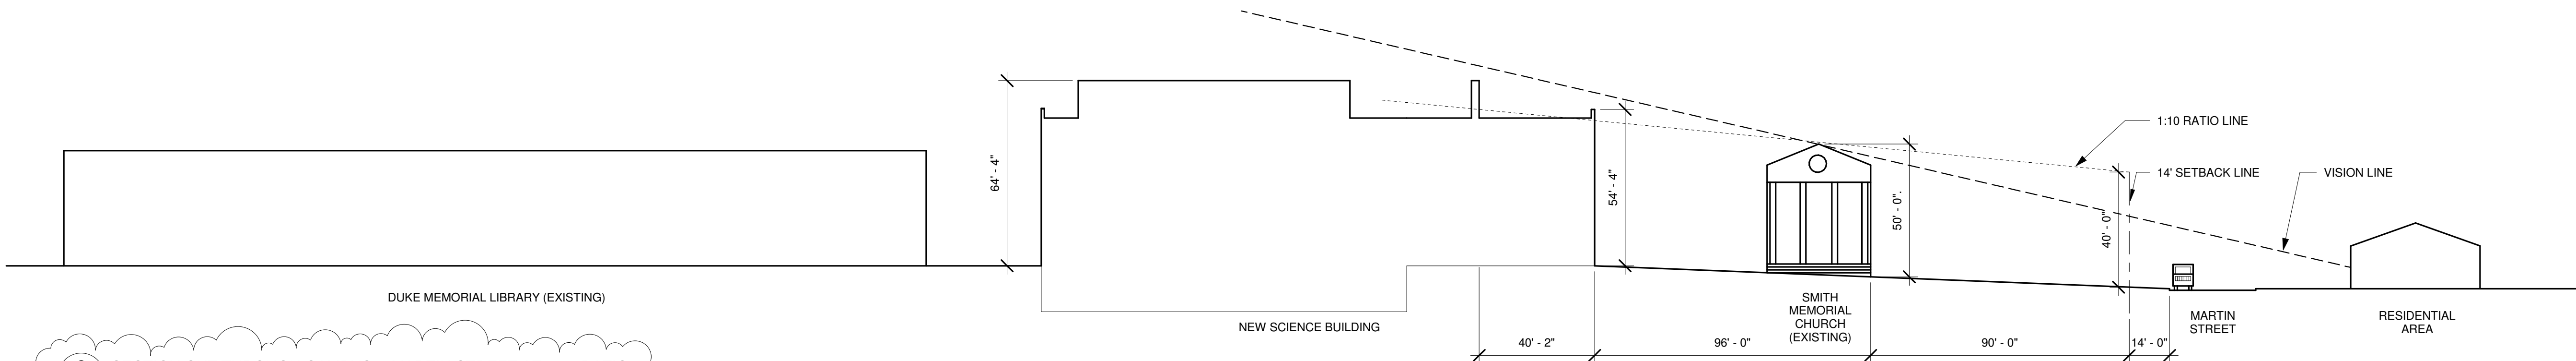 1:10 RATIO LINE
14' SETBACK LINE
VISION LINE
64' - 4"
54' - 4"
50' - 0".
40' - 0"
DUKE MEMORIAL LIBRARY (EXISTING)
NEW SCIENCE BUILDING
SMITH
MEMORIAL
CHURCH
(EXISTING)
MARTIN
STREET
RESIDENTIAL
AREA
40' - 2"
96' - 0"
90' - 0"
14' - 0"